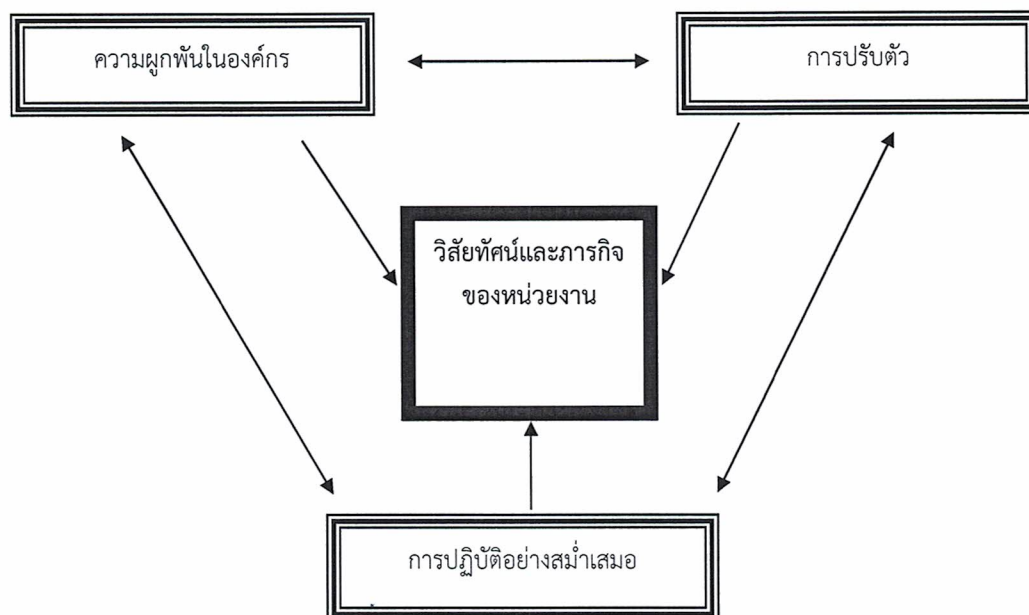 ความผูกพันในองค์กร
การปรับตัว
วิสัยทัศน์และภารกิจ
ของหน่วยงาน
การปฏิบัติอย่างสม่ำเสมอ